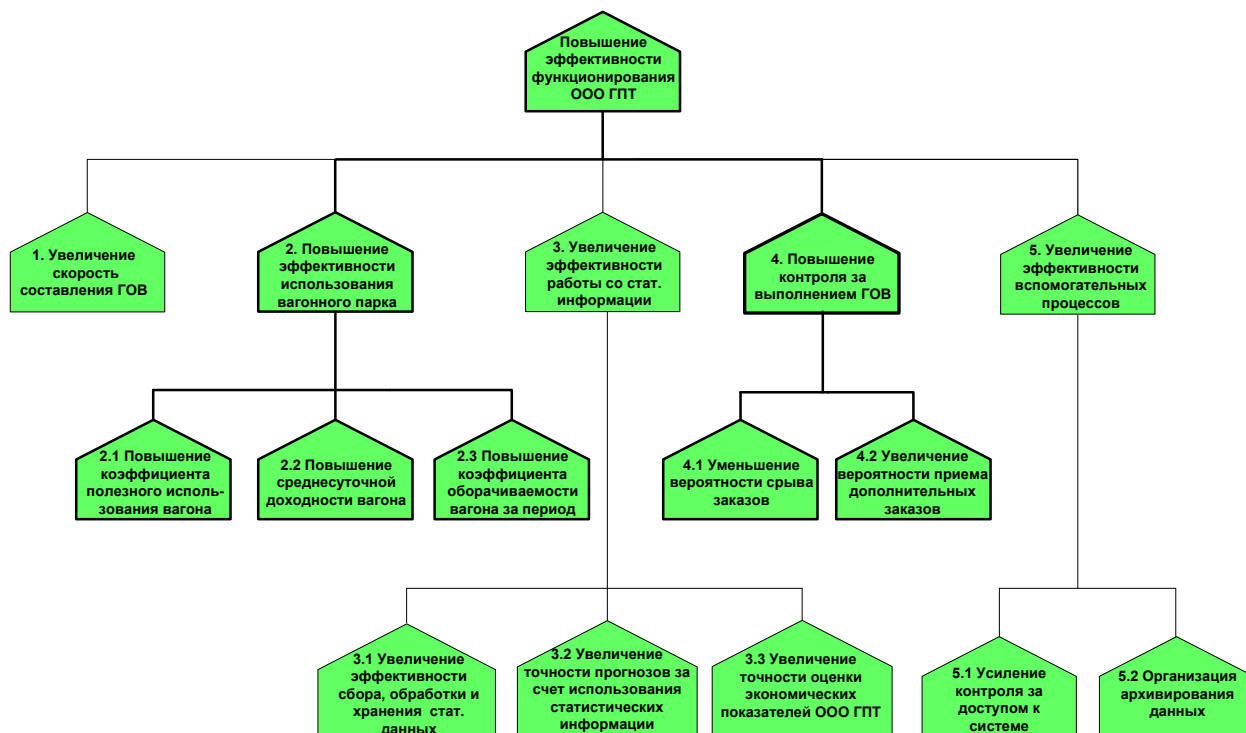 Повышение
эффективности
функционирования
ООО ГПТ
1. Увеличение
скорость
составления ГОВ
2. Повышение
эффективности
использования
вагонного парка
3. Увеличение
эффективности
работы со стат.
информации
4. Повышение
контроля за
выполнением ГОВ
5. Увеличение
эффективности
вспомогательных
процессов
2.1 Повышение
коэффициента
полезного исполь-
зования вагона
2.2 Повышение
среднесуточной
доходности вагона
2.3 Повышение
коэффициента
оборачиваемости
вагона за период
4.1 Уменьшение
вероятности срыва
заказов
4.2 Увеличение
вероятности приема
дополнительных
заказов
3.1 Увеличение
эффективности
сбора, обработки и
хранения стат.
данных
3.2 Увеличение
точности прогнозов за
счет использования
статистических
информации
3.3 Увеличение
точности оценки
экономических
показателей ООО ГПТ
5.1 Усиление
контроля за
доступом к
системе
5.2 Организация
архивирования
данных